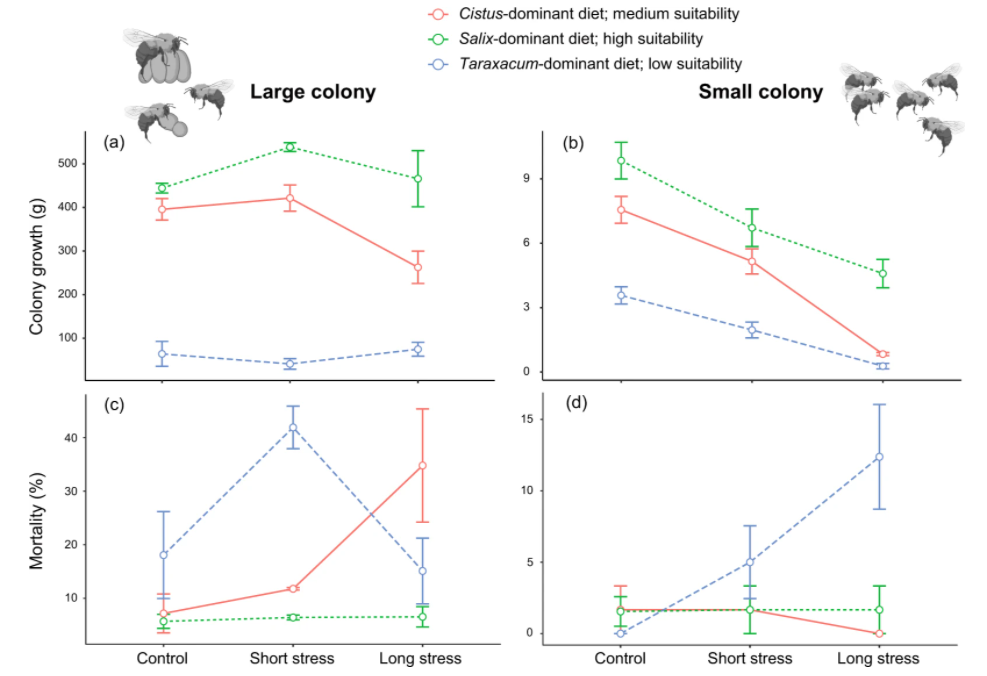 Cistus-dominant diet; medium suitability
Salix-dominant diet; high suitability
Taraxacum-dominant diet; low suitability
Large colony
Small colony
(a)
(b)
Colony growth (g)
500
400
300
200
100
9
6
3
0
(c)
(d)
Mortality (%)
40
30
20
10
15
10
5
0
Control
Short stress
Long stress
Control
Short stress
Long stress